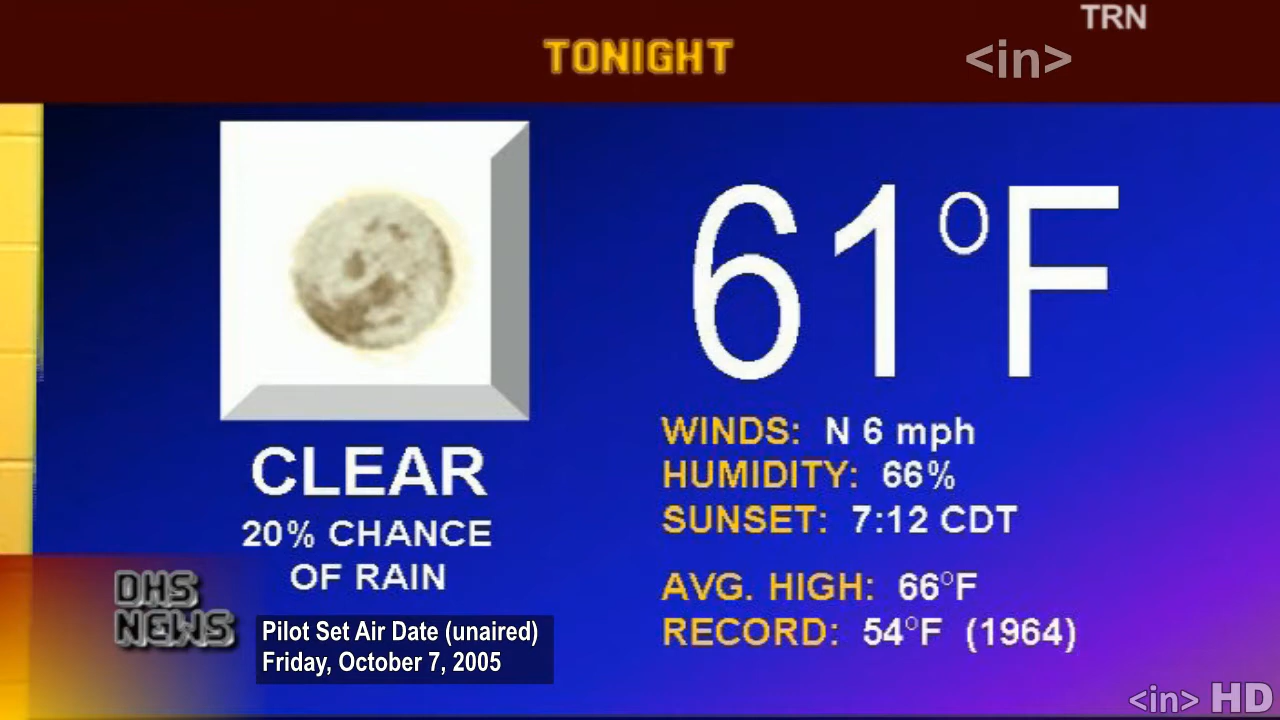 TRN
TONIGHT
<in>
61°F
CLEAR
20% CHANCE
OF RAIN
WINDS: N 6 mph
HUMIDITY: 66%
SUNSET: 7:12 CDT
AVG. HIGH: 66°F
RECORD: 54°F (1964)
DHS
NEWS
Pilot Set Air Date (unaired)
Friday, October 7, 2005
<in> HD